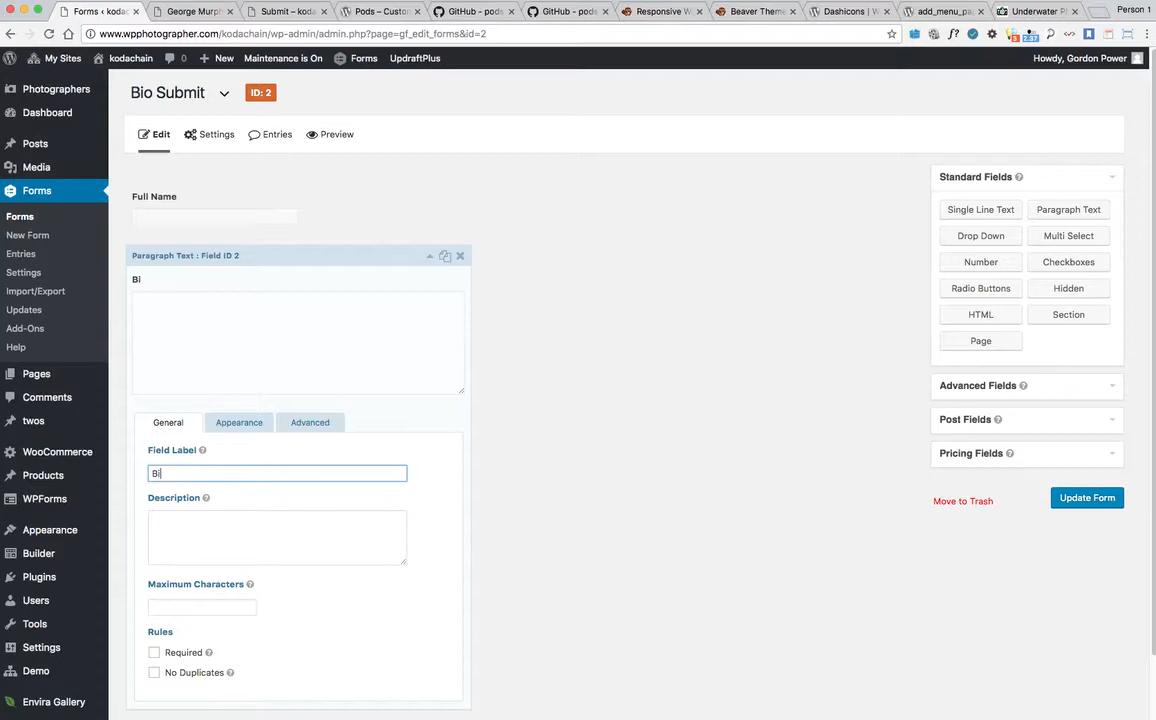 Forms < kodac
George Murph
Submit – koda
Pods – Custom
GitHub - pods
GitHub - pods
Responsive W
Beaver Theme
Dashicons | W
add_menu_pa
Underwater Ph
Person 1
www.wpphotographer.com/kodachain/wp-admin/admin.php?page=gf_edit_forms&id=2
My Sites
kodachain
0
New
Maintenance is On
Forms
UpdraftPlus
Howdy, Gordon Power
Photographers
Dashboard
Posts
Media
Forms
Forms
New Form
Entries
Settings
Import/Export
Updates
Add-Ons
Help
Pages
Comments
twos
WooCommerce
Products
WPForms
Appearance
Builder
Plugins
Users
Tools
Settings
Demo
Envira Gallery
Bio Submit
ID: 2
Edit
Settings
Entries
Preview
Full Name
Paragraph Text : Field ID 2
Bi
General
Appearance
Advanced
Field Label
Bi
Description
Maximum Characters
Rules
Required
No Duplicates
Standard Fields
Single Line Text
Paragraph Text
Drop Down
Multi Select
Number
Checkboxes
Radio Buttons
Hidden
HTML
Section
Page
Advanced Fields
Post Fields
Pricing Fields
Move to Trash
Update Form